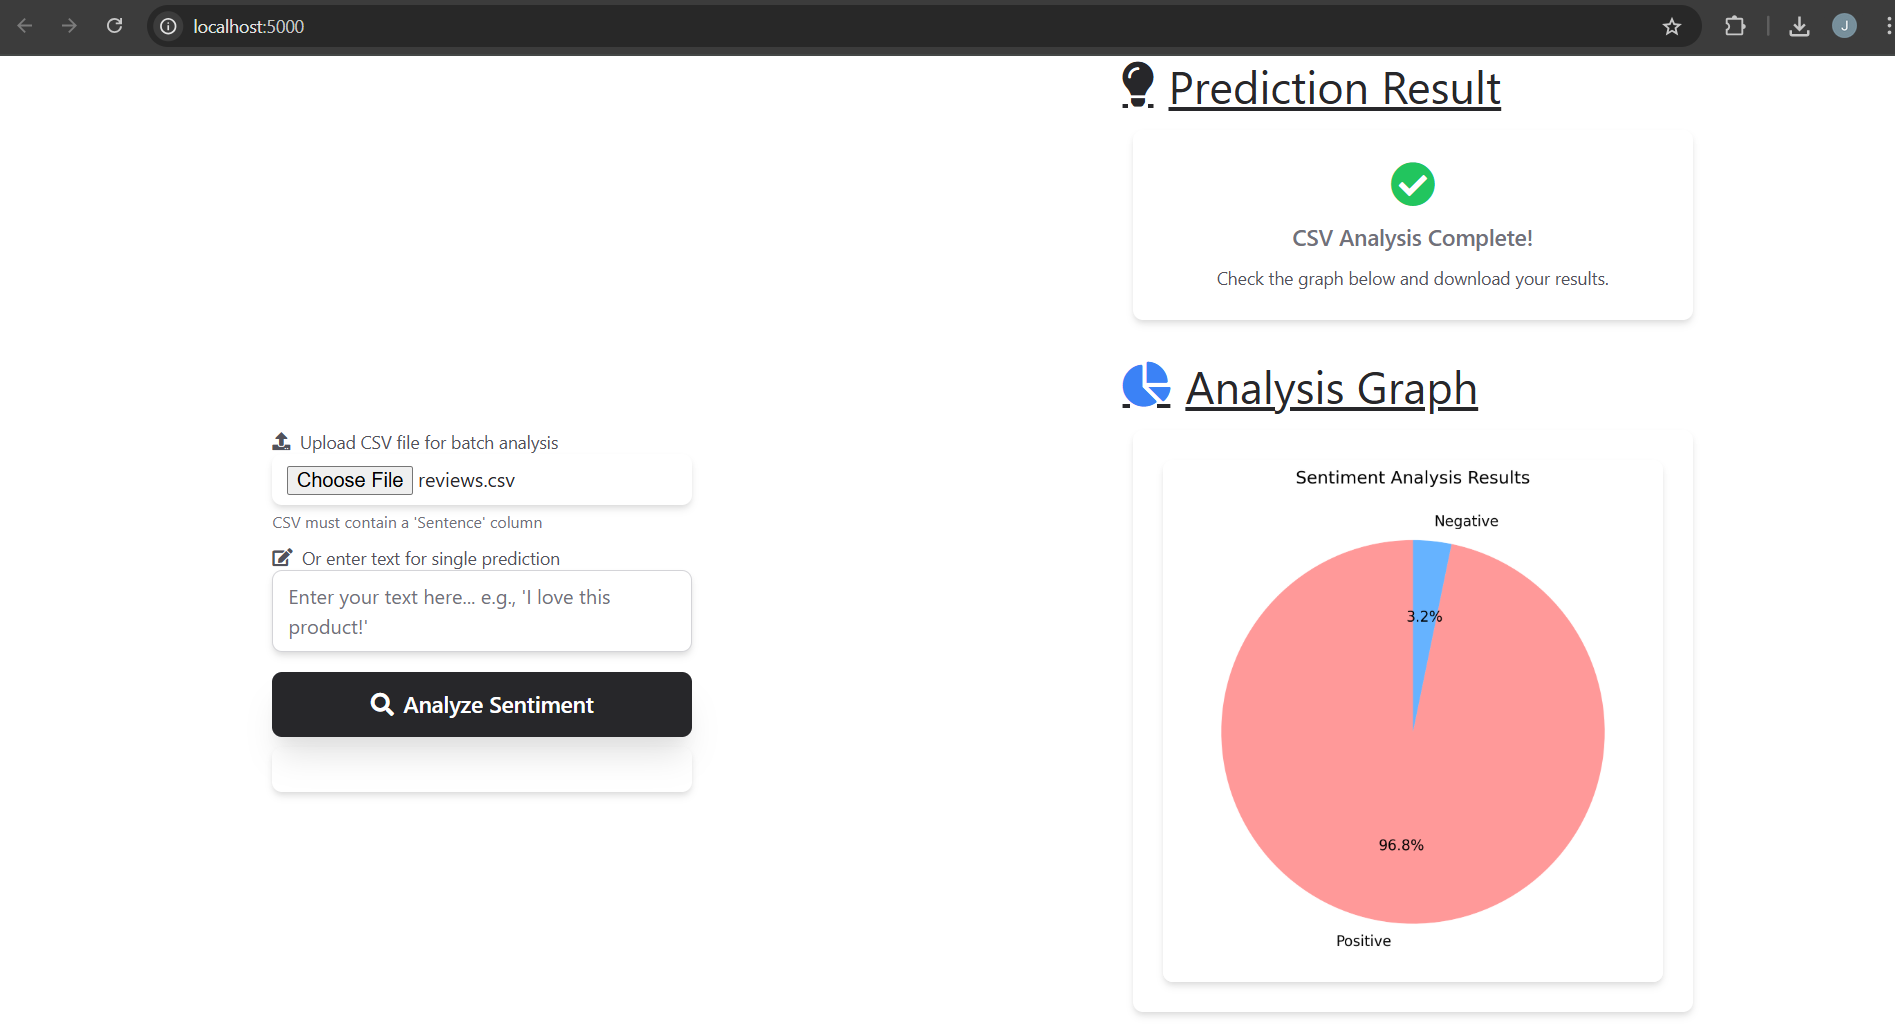 localhost:5000
J
Prediction Result
CSV Analysis Complete!
Check the graph below and download your results.
Analysis Graph
Upload CSV file for batch analysis
Choose File reviews.csv
CSV must contain a 'Sentence' column
Or enter text for single prediction
Enter your text here... e.g., 'I love this
product!'
Analyze Sentiment
Sentiment Analysis Results
Negative
3.2%
96.8%
Positive